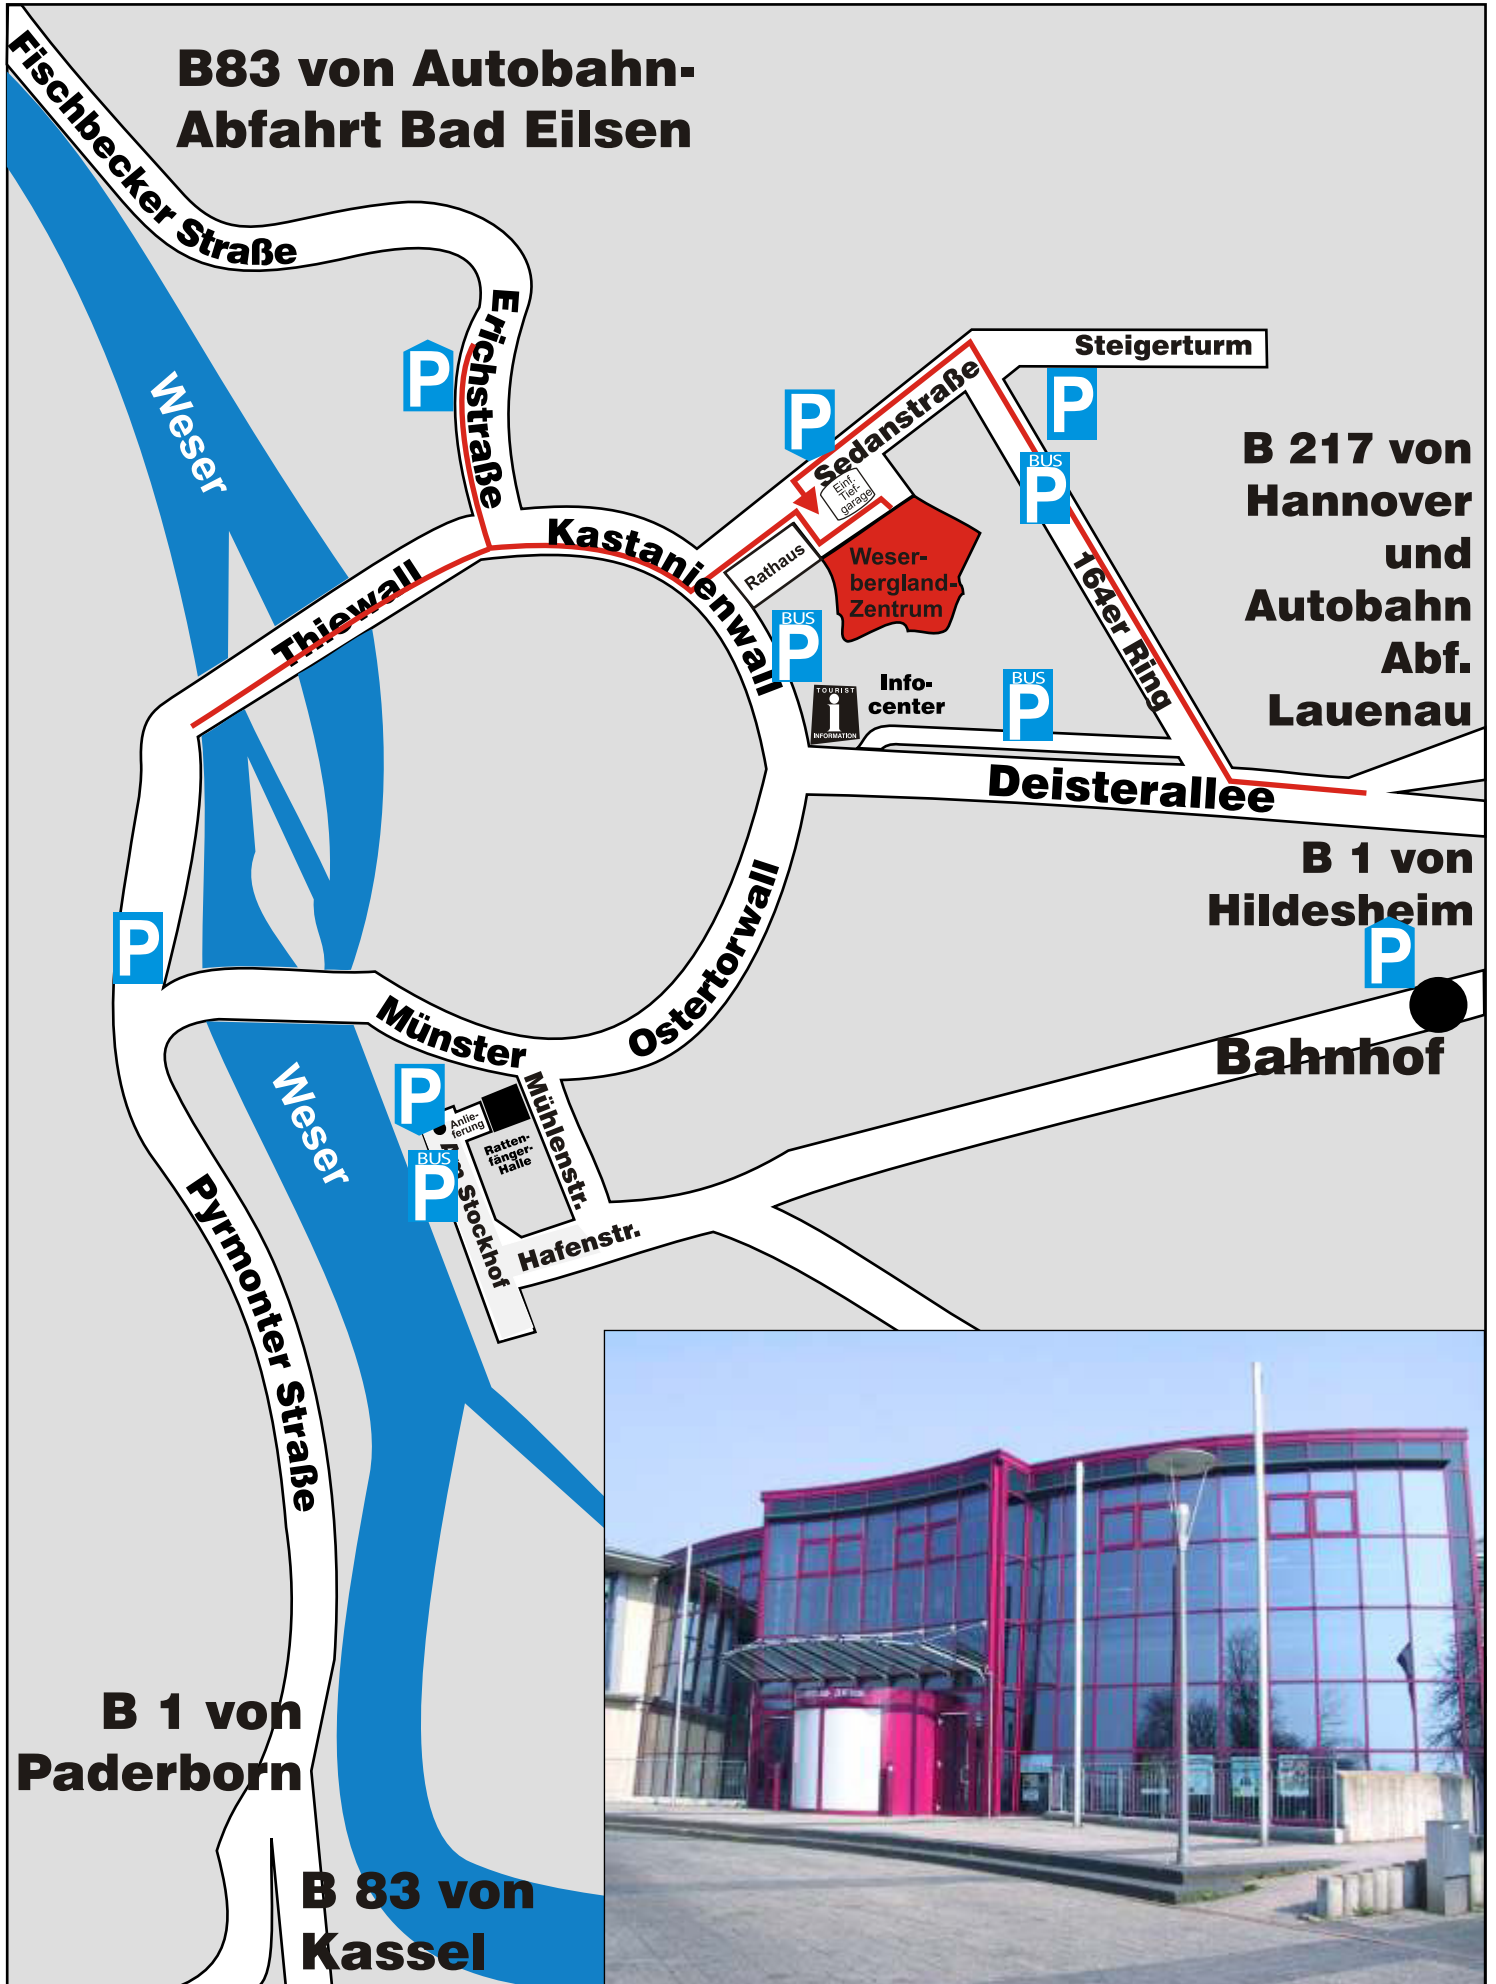 B83 von Autobahn-
Abfahrt Bad Eilsen
Fischbecker Straße
Erichstraße
P
Weser
Steigerturm
P
P
Sedanstraße
Einf.
Tief-
garage
BUS
P
B 217 von
Hannover
und
Autobahn
Abf.
Lauenau
Kastanienwall
Thiewall
Rathaus
Weser-
bergland-
Zentrum
164er Ring
BUS
P
TOURIST
i
INFORMATION
Info-
center
BUS
P
Deisterallee
B 1 von
Hildesheim
P
Bahnhof
Ostertorwall
P
Münster
Weser
P
Anlie-
ferung
Mühlenstr.
Ratten-
fänger-
Halle
BUS
P
Am Stockhof
Hafenstr.
Pyrmonter Straße
B 1 von
Paderborn
B 83 von
Kassel